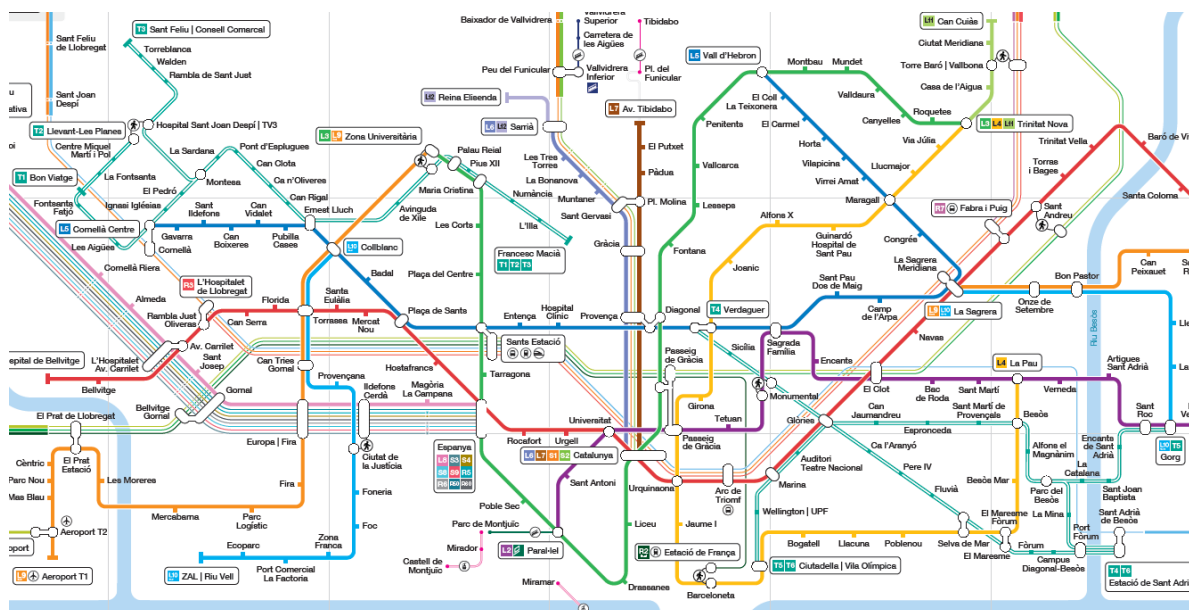 T3 Sant Feliu | Consell Comarcal
Torreblanca
Walden
Rambla de Sant Just
Sant Feliu
de Llobregat
Sant Joan
Despí
Hospital Sant Joan Despí | TV3
T2 Llevant-Les Planes
Centre Miquel
Martí i Pol
La Sardana
Montesa
Pont d'Esplugues
Can Clota
Ca n'Oliveres
Can Rigal
Ernest Lluch
T1 Bon Viatge
La Fontsanta
Fontsanta
Fatjó
El Pedró
Ignasi Iglésias
L5 Cornellà Centre
Les Aigües
Cornellà
Gavarra
Sant
Ildefons
Can
Boixeres
Can
Vidalet
Pubilla
Cases
L10 Collblanc
L3 L9 Zona Universitària
Palau Reial
Pius XII
Maria Cristina
Numància
L'Illa
Avinguda
de Xile
Les Corts
Plaça del Centre
Francesc Macià
T1 T2 T3
Baixador de Vallvidrera
Peu del Funicular
Vallvidrera
Superior
Carretera de
les Aigües
Vallvidrera
Inferior
Tibidabo
Pl. del
Funicular
L12 Reina Elisenda
L6 L12 Sarrià
Les Tres
Torres
La Bonanova
Muntaner
Sant Gervasi
Gràcia
L7 Av. Tibidabo
El Putxet
Pàdua
Pl. Molina
L5 Vall d'Hebron
Montbau
Mundet
Valldaura
Canyelles
Roquetes
Penitents
Vallcarca
Lesseps
Fontana
Diagonal
El Coll
La Teixonera
El Carmel
Horta
Vilapicina
Virrei Amat
Maragall
Congrés
Via Júlia
Llucmajor
L11 Can Cuiàs
Ciutat Meridiana
Torre Baró | Vallbona
Casa de l'Aigua
L3 L4 L11 Trinitat Nova
Trinitat Vella
Torras
i Bages
Sant
Andreu
R7 Fabra i Puig
Baró de Vi
Santa Coloma
Alfons X
Guinardó
Hospital de
Sant Pau
Joanic
La Sagrera
Meridiana
L9 L10 La Sagrera
Onze de
Setembre
Bon Pastor
Can
Peixauet
Sant Pau
Dos de Maig
Camp
de l'Arpa
T4 Verdaguer
Sagrada
Família
Sicília
Encants
Navas
Riu Besòs
Cornellà Riera
Almeda
R3 L'Hospitalet
de Llobregat
Rambla Just
Oliveras
Can Serra
Florida
Torrassa
Santa
Eulàlia
Mercat
Nou
Badal
Plaça de Sants
Entença
Hospital
Clínic
Provença
Sants Estació
Av. Carrilet
L'Hospitalet
Av. Carrilet
Sant
Josep
Hospital de Bellvitge
Bellvitge
Gornal
Bellvitge
Gornal
Can Tries
Gornal
Provençana
Ildefons
Cerdà
Hostafrancs
Magòria
La Campana
Tarragona
Passeig
de Gràcia
Girona
Tetuan
Monumental
El Clot
L4 La Pau
Bac
de Roda
Sant Martí
Verneda
Artigues
Sant Adrià
Sant
Roc
L10 T5
Gorg
El Prat de Llobregat
El Prat
Estació
Cèntric
Parc Nou
Mas Blau
Les Moreres
Mercabarna
Parc
Logístic
Fira
Europa | Fira
Ciutat de
la Justícia
Foneria
Foc
Zona
Franca
Port Comercial
La Factoria
Ecoparc
L10 ZAL | Riu Vell
Aeroport T2
L9 Aeroport T1
Espanya
L8 S3 S4
S8 S9 R5
R6 R50 R60
Rocafort
Urgell
Universitat
L6 L7 S1 S2 Catalunya
Passeig
de Gràcia
Sant Antoni
Urquinaona
Arc de
Triomf
Marina
Glòries
Auditori
Teatre Nacional
Wellington | UPF
Can
Jaumandreu
Espronceda
Sant Martí de
Provençals
Besòs
Ca l'Aranyó
Pere IV
Fluvià
Alfons el
Magnànim
Encants de
Sant Adrià
La
Catalana
Besòs Mar
Parc del
Besòs
Sant Joan
Baptista
La Mina
Port
Fòrum
Sant Adrià
de Besòs
El Maresme
Fòrum
Selva de Mar
El Maresme
Fòrum
Campus
Diagonal-Besòs
T4 T6
Estació de Sant Adrià
Poble Sec
Parc de Montjuïc
Mirador
Castell de
Montjuïc
Miramar
L2 Paral·lel
Liceu
Drassanes
Jaume I
R2 Estació de França
Barceloneta
T5 T6 Ciutadella | Vila Olímpica
Bogatell
Llacuna
Poblenou